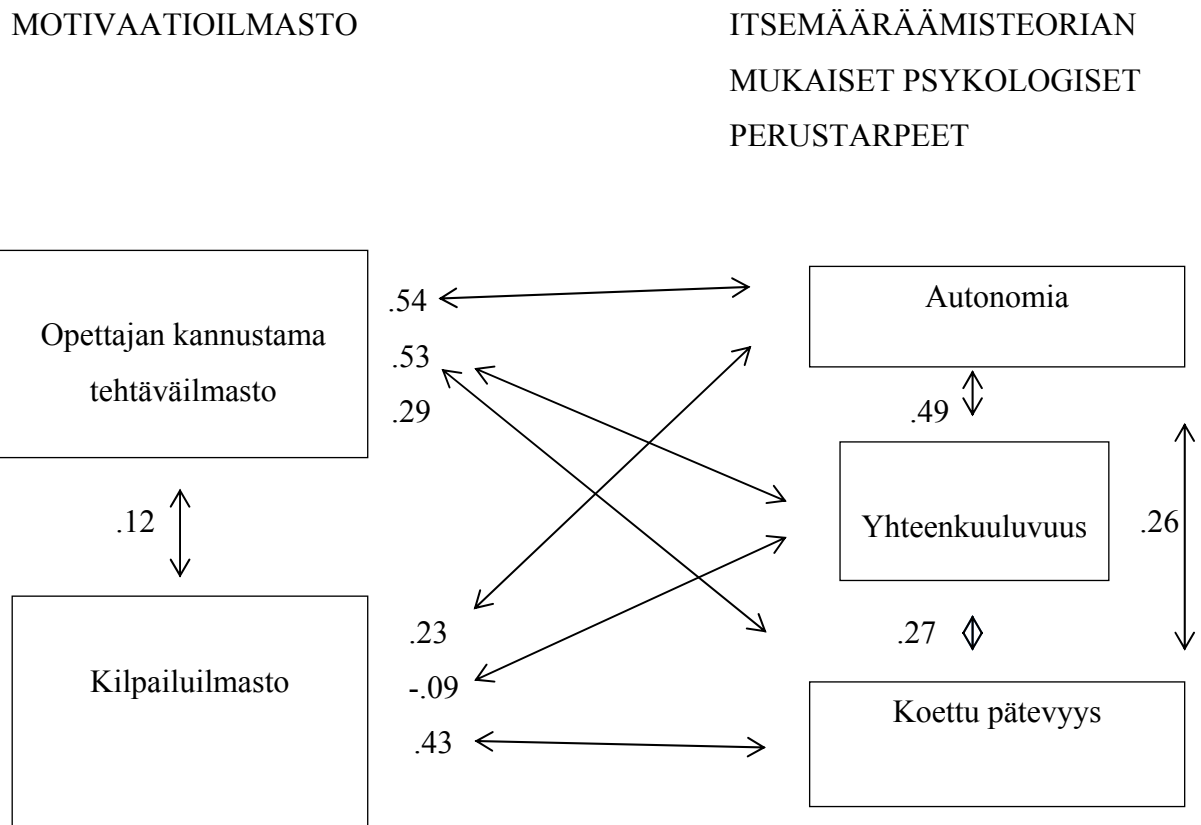 MOTIVAATIOILMASTO
ITSEMÄÄRÄÄMISTEORIAN
MUKAISET PSYKOLOGISET
PERUSTARPEET
Opettajan kannustama
tehtäväilmasto
.54
.53
.29
.12
Kilpailuilmasto
.23
-.09
.43
Autonomia
.49
Yhteenkuuluvuus
.26
.27
Koettu pätevyys